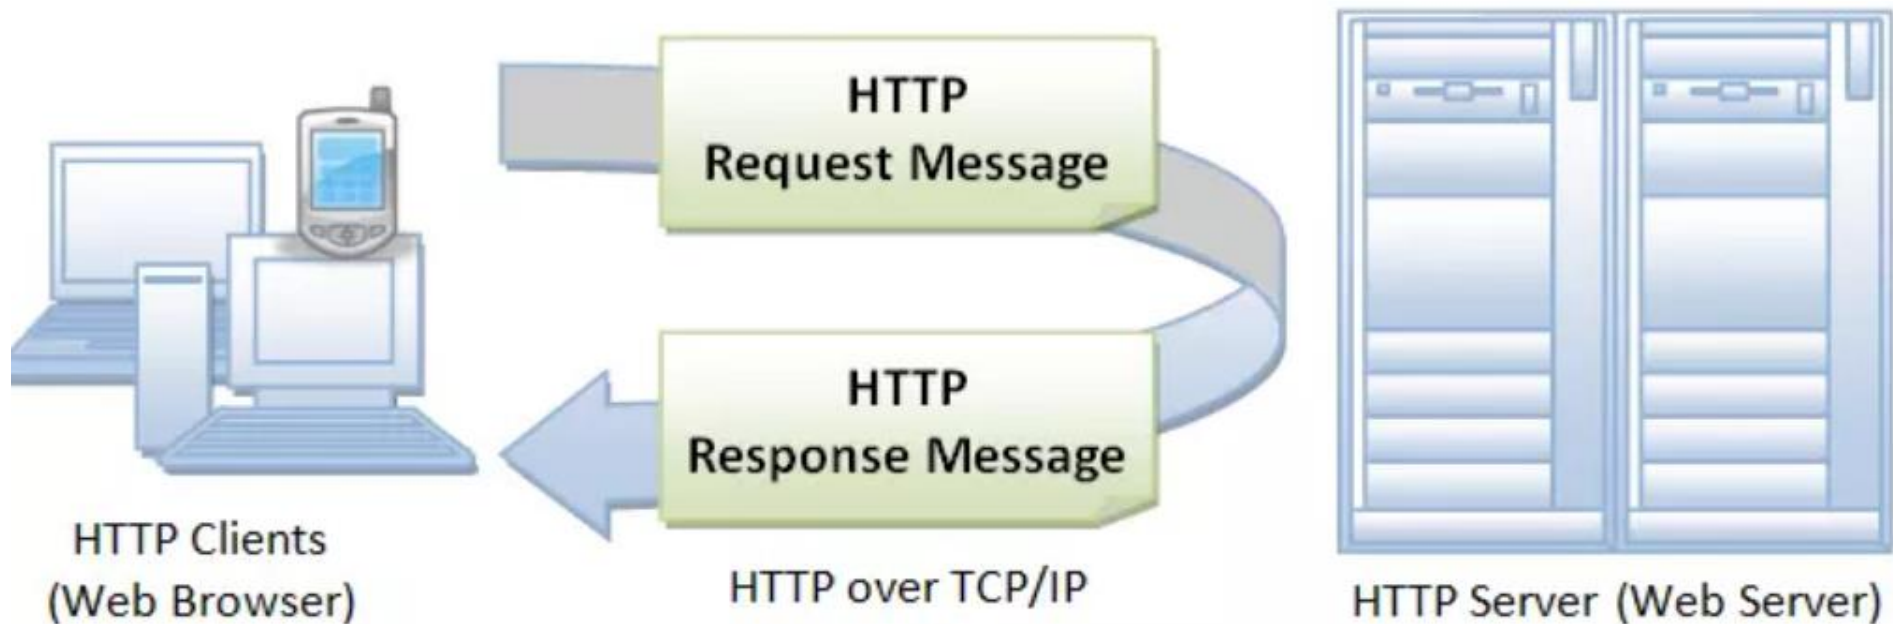 HTTP
Request Message
HTTP
Response Message
HTTP Clients
(Web Browser)
HTTP over TCP/IP
HTTP Server (Web Server)